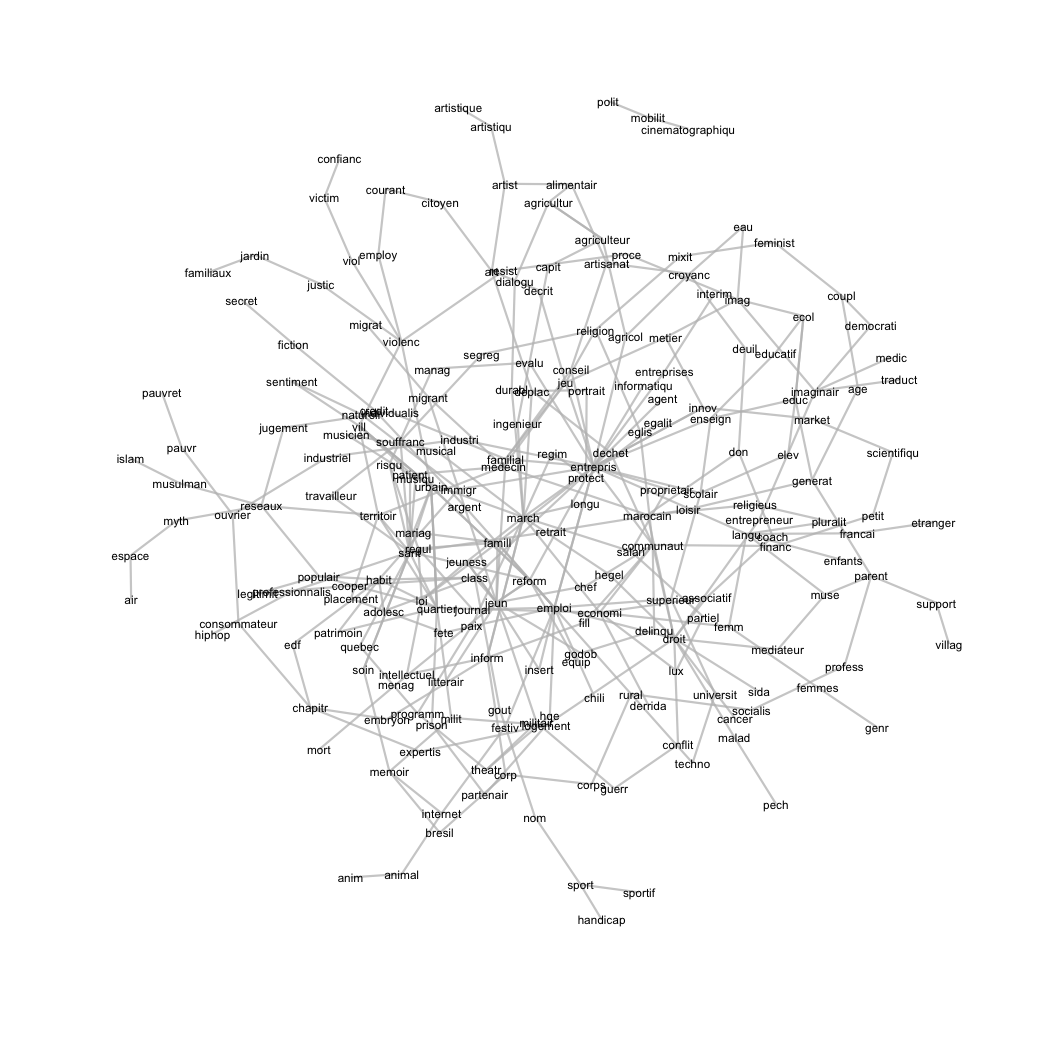 polit
artistique
mobilit
artistiqu
cinematographiqu
confianc
artist
alimentair
courant
victim
citoyen
agricultur
eau
agriculteur
feminist
jardin
employ
proce
mixit
viol
artisanat
capit
familiaux
resist
croyanc
dialogu
justic
decrit
interim
coupl
secret
imag
ecol
migrat
democrati
religion
agricol
metier
violenc
fiction
deuil
segreg
educatif
medic
evalu
manag
conseil
entreprises
traduct
sentiment
jeu
informatiqu
age
durabl
portrait
imaginair
pauvret
migrant
agent
educ
credit
innov
naturel
enseign
market
ingenieur
egalit
vill
jugement
eglis
musicien
industri
souffranc
pauvr
musical
regim
dechet
don
scientifiqu
elev
islam
industriel
familial
risqu
medecin
entrepris
patient
protect
musiqu
generat
musulman
urbain
immigr
proprietair
scolair
travailleur
longu
reseaux
argent
religieus
loisir
ouvrier
territoir
march
marocain
petit
myth
entrepreneur
pluralit
etranger
mariag
retrait
langu
francai
coach
famill
communaut
financ
regul
sant
salari
espace
jeuness
enfants
populair
class
reform
hegel
parent
habit
cooper
chef
professionnalis
legitimit
muse
air
placement
loi
jeun
superieur
associatif
support
quartier
journal
emploi
adolesc
economi
partiel
consommateur
paix
fill
femm
hiphop
patrimoin
fete
delinqu
droit
villag
edf
quebec
mediateur
inform
godob
equip
soin
insert
lux
profess
intellectuel
menag
litterair
femmes
chili
rural
universit
sida
chapitr
derrida
gout
socialis
programm
hge
embryon
milit
cancer
prison
militair
festiv
logement
genr
malad
mort
expertis
conflit
techno
memoir
theatr
corp
corps
guerr
partenair
pech
internet
nom
bresil
animal
anim
sport
sportif
handicap